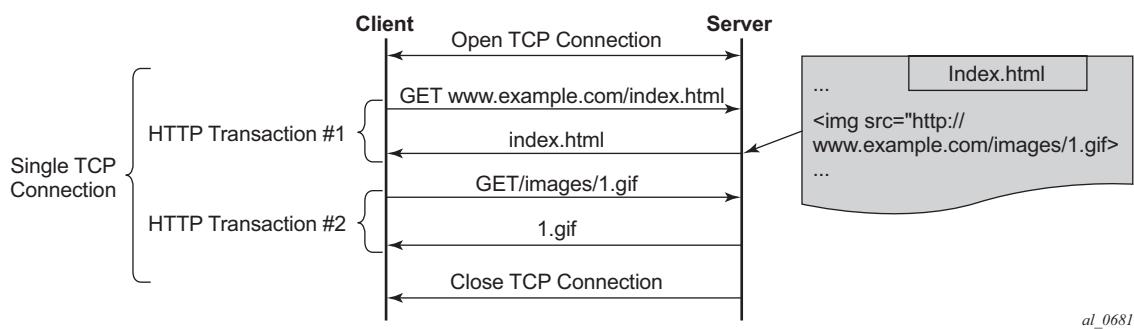 Client
Server
Open TCP Connection
Index.html
...
GET www.example.com/index.html
<img src="http://
www.example.com/images/1.gif>
...
HTTP Transaction #1
index.html
Single TCP
Connection
GET/images/1.gif
HTTP Transaction #2
1.gif
Close TCP Connection
al_0681